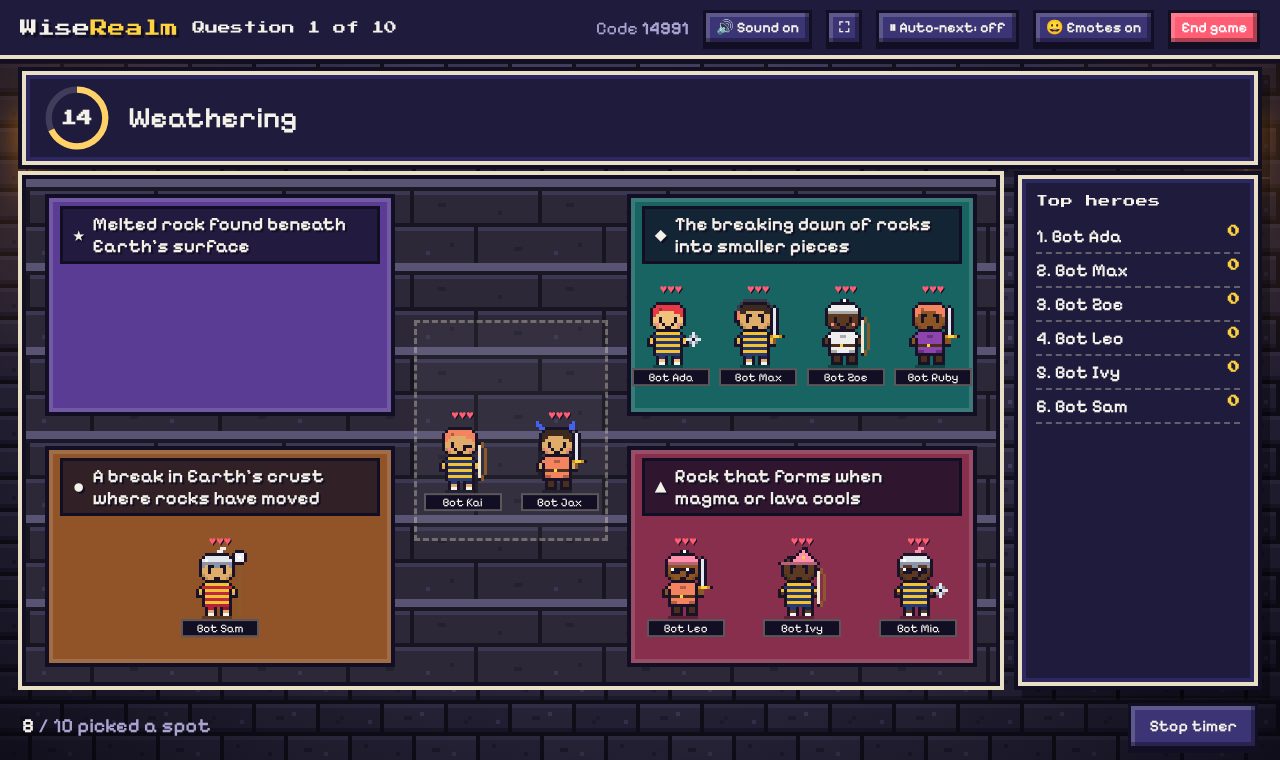 WiseRealm Question 1 of 10 Code 14991 🔊 Sound on ⛶ ⏸ Auto-next: off 😀 Emotes on End game
14 Weathering
★ Melted rock found beneath
Earth's surface
◆ The breaking down of rocks
into smaller pieces
Bot Ada Bot Max Bot Zoe Bot Ruby
Bot Kai Bot Jax
● A break in Earth's crust
where rocks have moved
Bot Sam
▲ Rock that forms when
magma or lava cools
Bot Leo Bot Ivy Bot Mia
Top heroes
1. Bot Ada 0
2. Bot Max 0
3. Bot Zoe 0
4. Bot Leo 0
5. Bot Ivy 0
6. Bot Sam 0
8 / 10 picked a spot
Stop timer